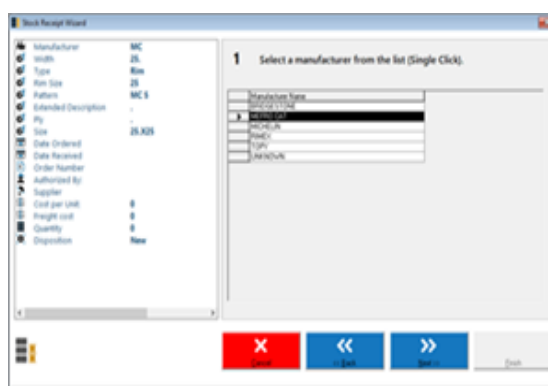 Stock Receipt Wizard
Manufacturer MC
Width 25.
Type Rim
Rim Size 25
Pattern MC S
Extended Description .
Ply .
Size 25.X25
Date Ordered
Date Received
Order Number
Authorized By
Supplier
Cost per Unit 0
Freight cost 0
Quantity 0
Disposition New
1 Select a manufacturer from the list (Single Click).
Manufacture Name
BRIDGESTONE
METRO CAT
MICHELIN
RIMEX
TOPY
UNKNOWN
Cancel
<< Back
Next >>
Finish